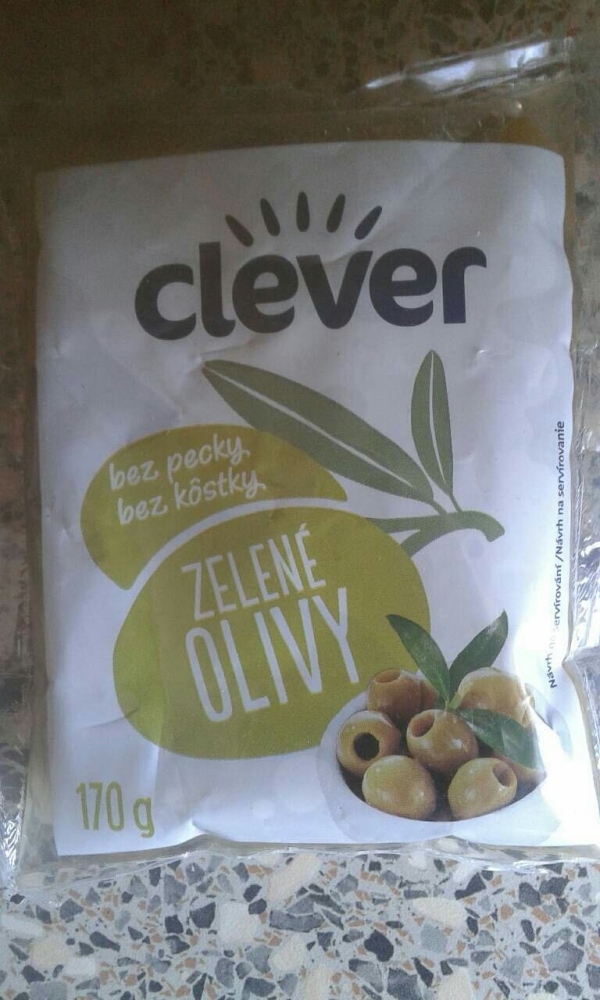 clever
bez pecky
bez kôstky
ZELENÉ
OLIVY
170 g
Návrh na servírování / Návrh na servírovanie